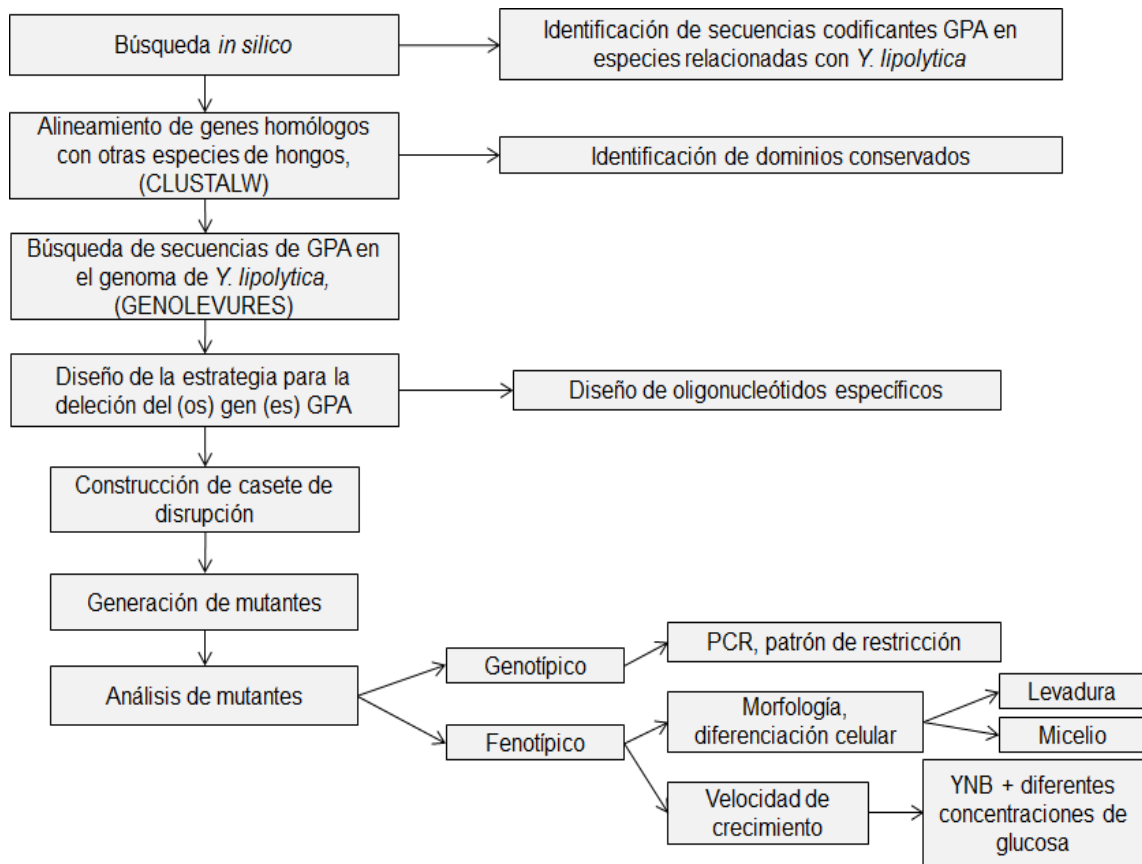 Búsqueda in silico
Identificación de secuencias codificantes GPA en
especies relacionadas con Y. lipolytica
Alineamiento de genes homólogos
con otras especies de hongos,
(CLUSTALW)
Identificación de dominios conservados
Búsqueda de secuencias de GPA en
el genoma de Y. lipolytica,
(GENOLEVURES)
Diseño de la estrategia para la
deleción del (os) gen (es) GPA
Diseño de oligonucleótidos específicos
Construcción de casete de
disrupción
Generación de mutantes
Análisis de mutantes
Genotípico
PCR, patrón de restricción
Fenotípico
Morfología,
diferenciación celular
Levadura
Micelio
Velocidad de
crecimiento
YNB + diferentes
concentraciones de
glucosa